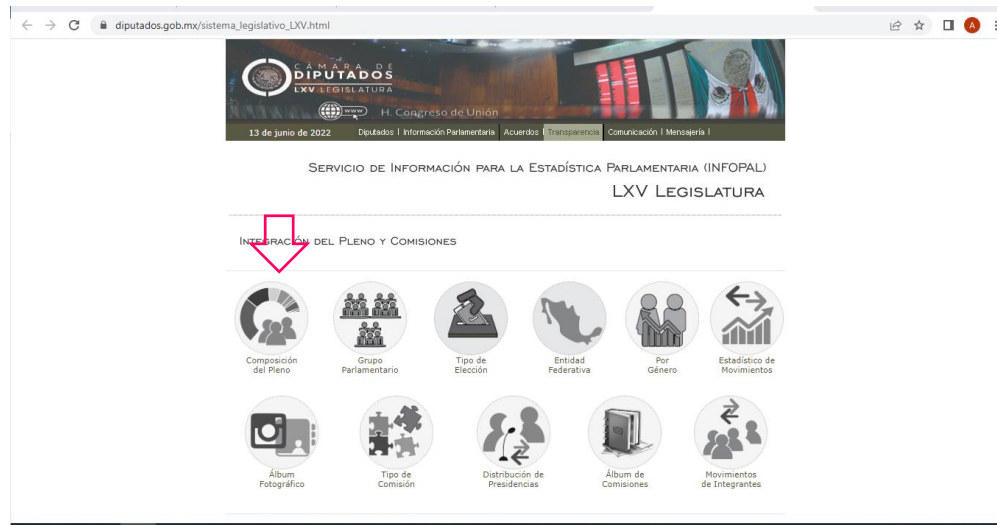 diputados.gob.mx/sistema_legislativo_LXV.html
A
CÁMARA DE
DIPUTADOS
LXV LEGISLATURA
www
H. Congreso de Unión
13 de junio de 2022 Diputados | Información Parlamentaria | Acuerdos | Transparencia | Comunicación | Mensajería |
Servicio de Información para la Estadística Parlamentaria (INFOPAL)
LXV Legislatura
Integración del Pleno y Comisiones
Composición
del Pleno
Grupo
Parlamentario
Tipo de
Elección
Entidad
Federativa
Por
Género
Estadístico de
Movimientos
Álbum
Fotográfico
Tipo de
Comisión
Distribución de
Presidencias
Álbum de
Comisiones
Movimientos
de Integrantes